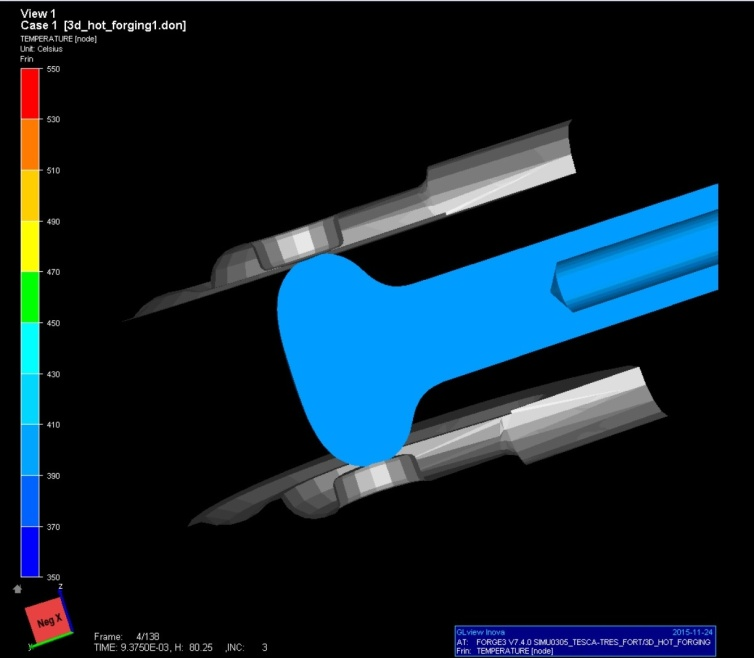 View 1
Case 1 [3d_hot_forging1.don]
TEMPERATURE [node]
Unit: Celsius
Frin
550
530
510
490
470
450
430
410
390
370
350
Z
Neg X
y
Frame: 4/138
TIME: 9.3750E-03, H: 80.25 ,INC: 3
GLview Inova 2015-11-24
AT: FORGE3 V7.4.0 SIMU0305_TESCA-TRES_FORT/3D_HOT_FORGING
Frin: TEMPERATURE [node]